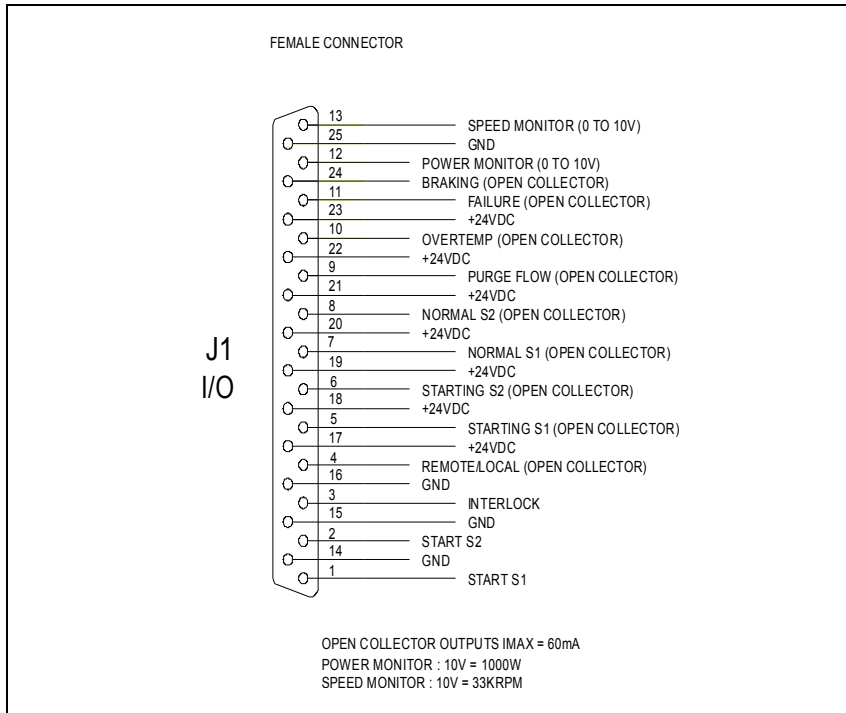 FEMALE CONNECTOR
13 SPEED MONITOR (0 TO 10V)
25 GND
12 POWER MONITOR (0 TO 10V)
24 BRAKING (OPEN COLLECTOR)
11 FAILURE (OPEN COLLECTOR)
23 +24VDC
10 OVERTEMP (OPEN COLLECTOR)
22 +24VDC
9 PURGE FLOW (OPEN COLLECTOR)
21 +24VDC
8 NORMAL S2 (OPEN COLLECTOR)
20 +24VDC
7 NORMAL S1 (OPEN COLLECTOR)
19 +24VDC
6 STARTING S2 (OPEN COLLECTOR)
18 +24VDC
5 STARTING S1 (OPEN COLLECTOR)
17 +24VDC
4 REMOTE/LOCAL (OPEN COLLECTOR)
16 GND
3 INTERLOCK
15 GND
2 START S2
14 GND
1 START S1
J1
I/O
OPEN COLLECTOR OUTPUTS IMAX = 60mA
POWER MONITOR : 10V = 1000W
SPEED MONITOR : 10V = 33KRPM